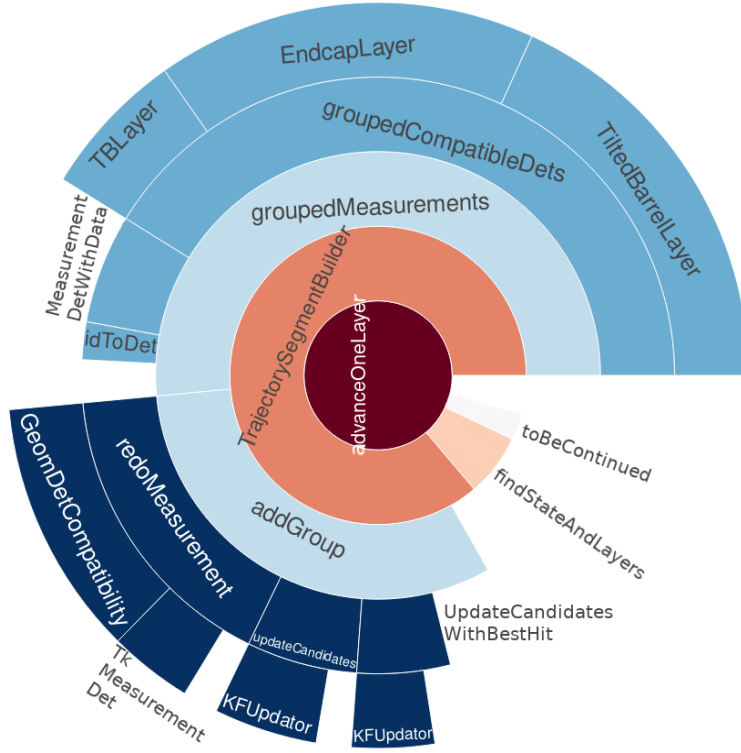 EndcapLayer
TBLayer
groupedCompatibleDets
TiltedBarrelLayer
groupedMeasurements
Measurement
DetWithData
idToDet
TrajectorySegmentBuilder
advanceOneLayer
toBeContinued
findStateAndLayers
addGroup
redoMeasurement
GeomDetCompatibility
Tk
Measurement
Det
updateCandidates
UpdateCandidates
WithBestHit
KFUpdator
KFUpdator